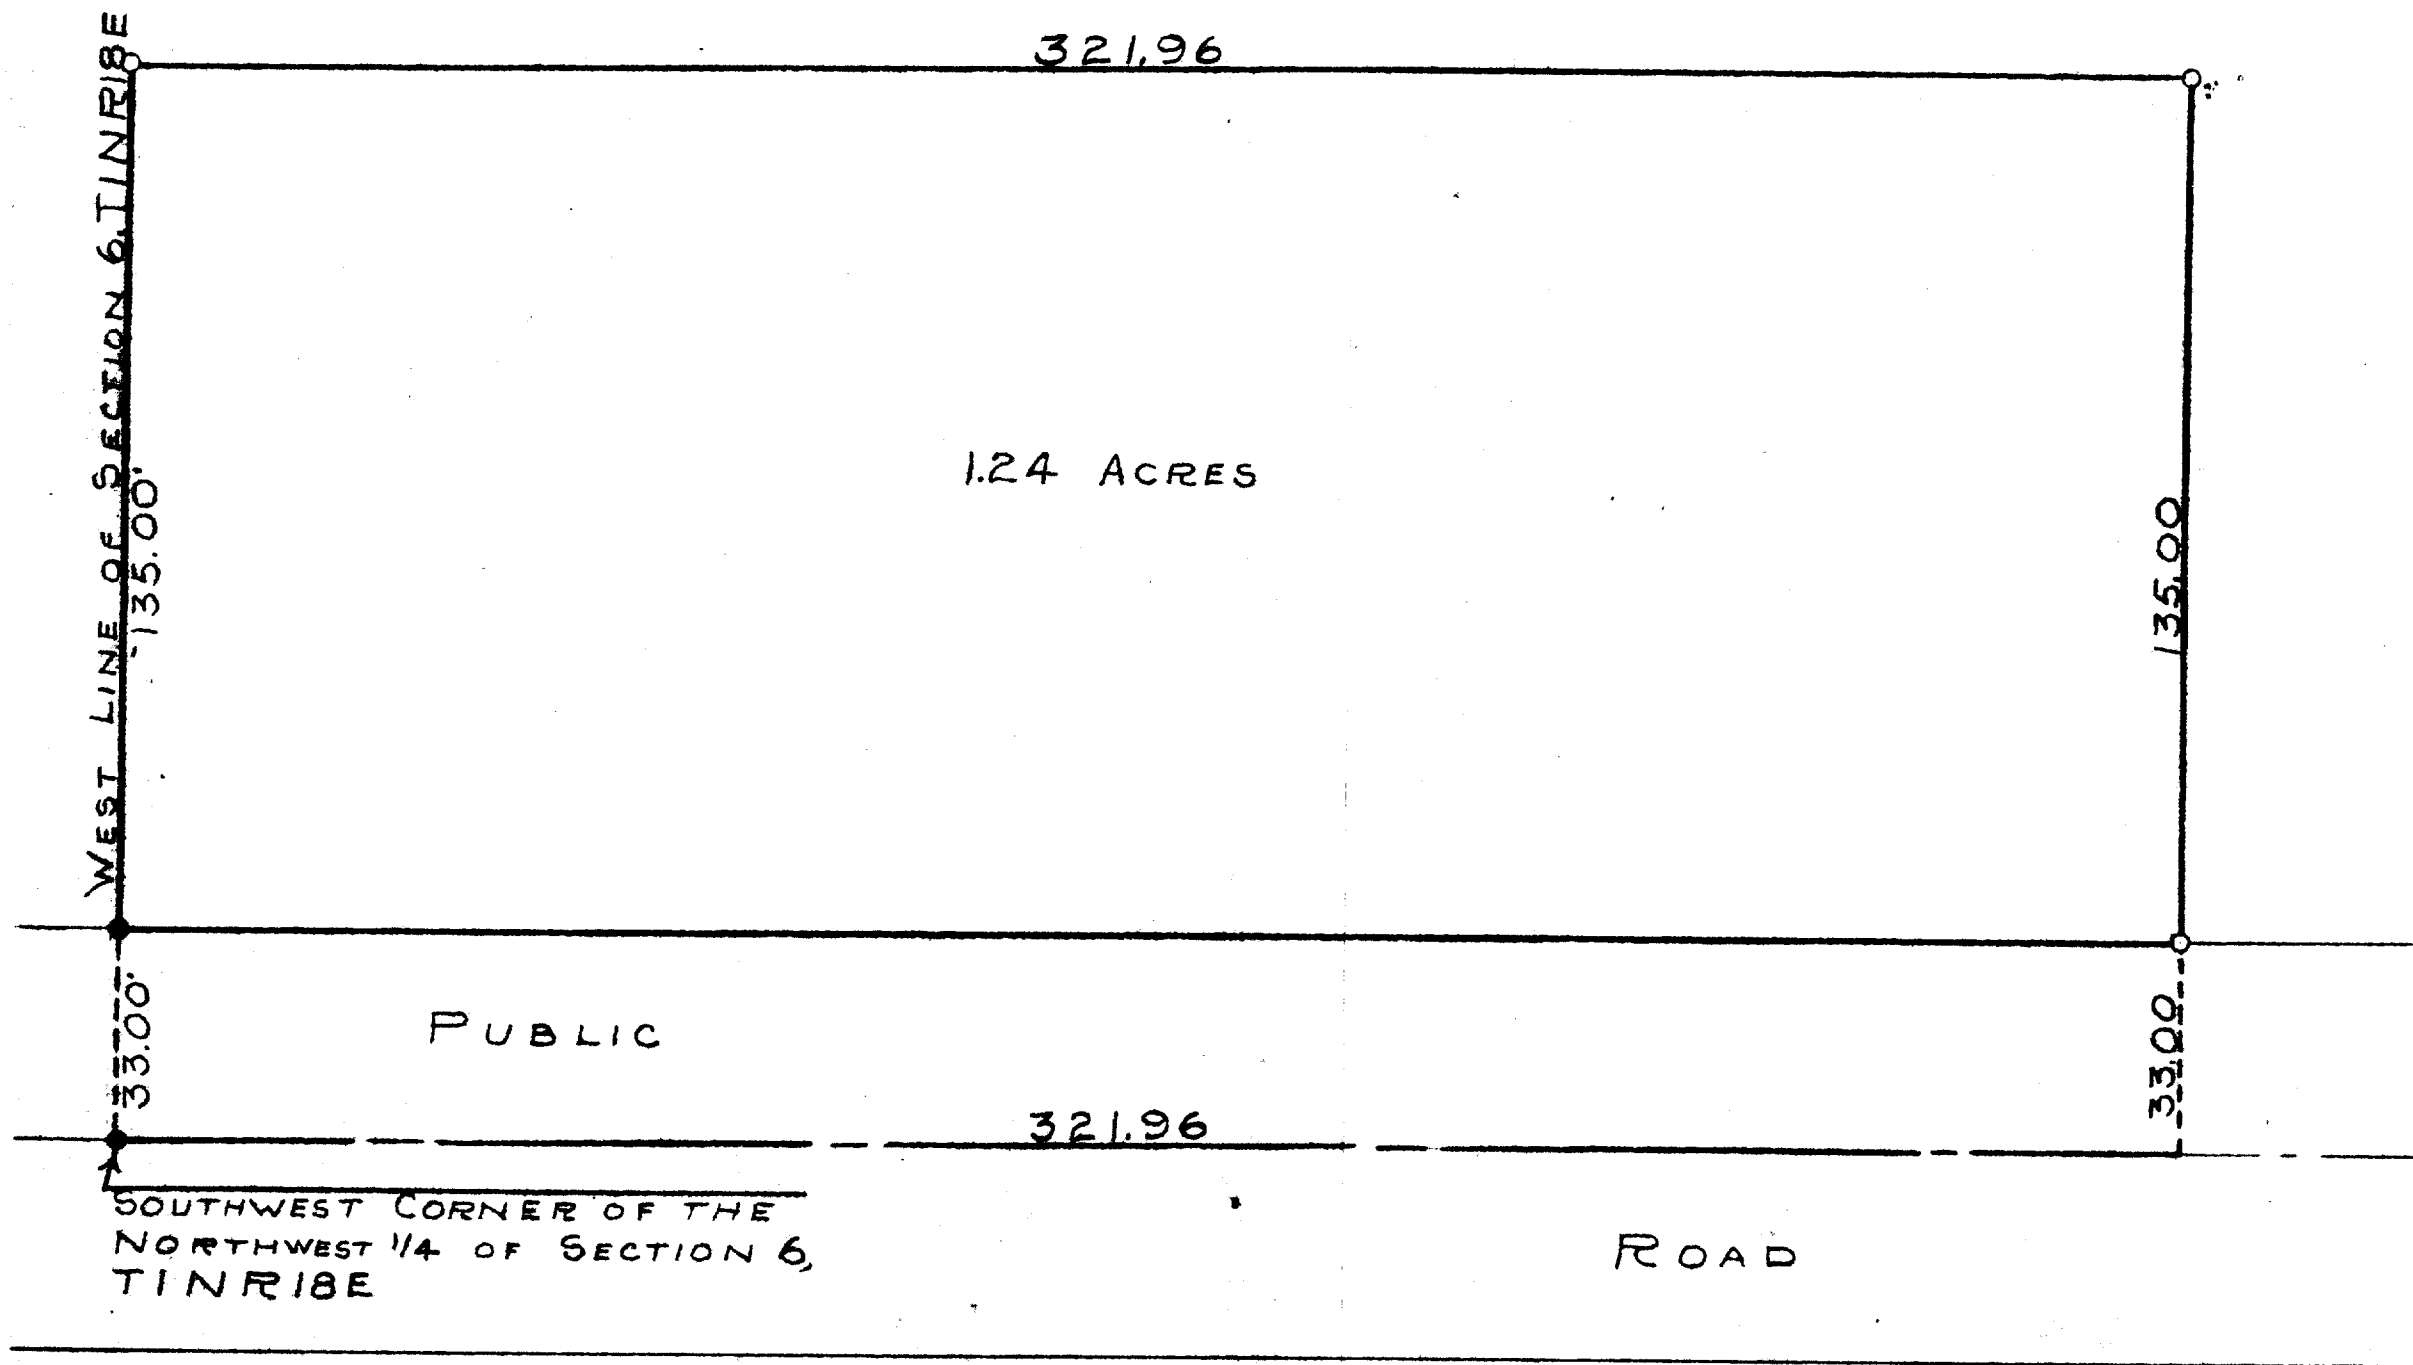 321.96
WEST LINE OF SECTION 6, T1NR18E
135.00'
1.24 ACRES
135.00
33.00'
PUBLIC
33.00
321.96
SOUTHWEST CORNER OF THE
NORTHWEST 1/4 OF SECTION 6,
T1NR18E
ROAD